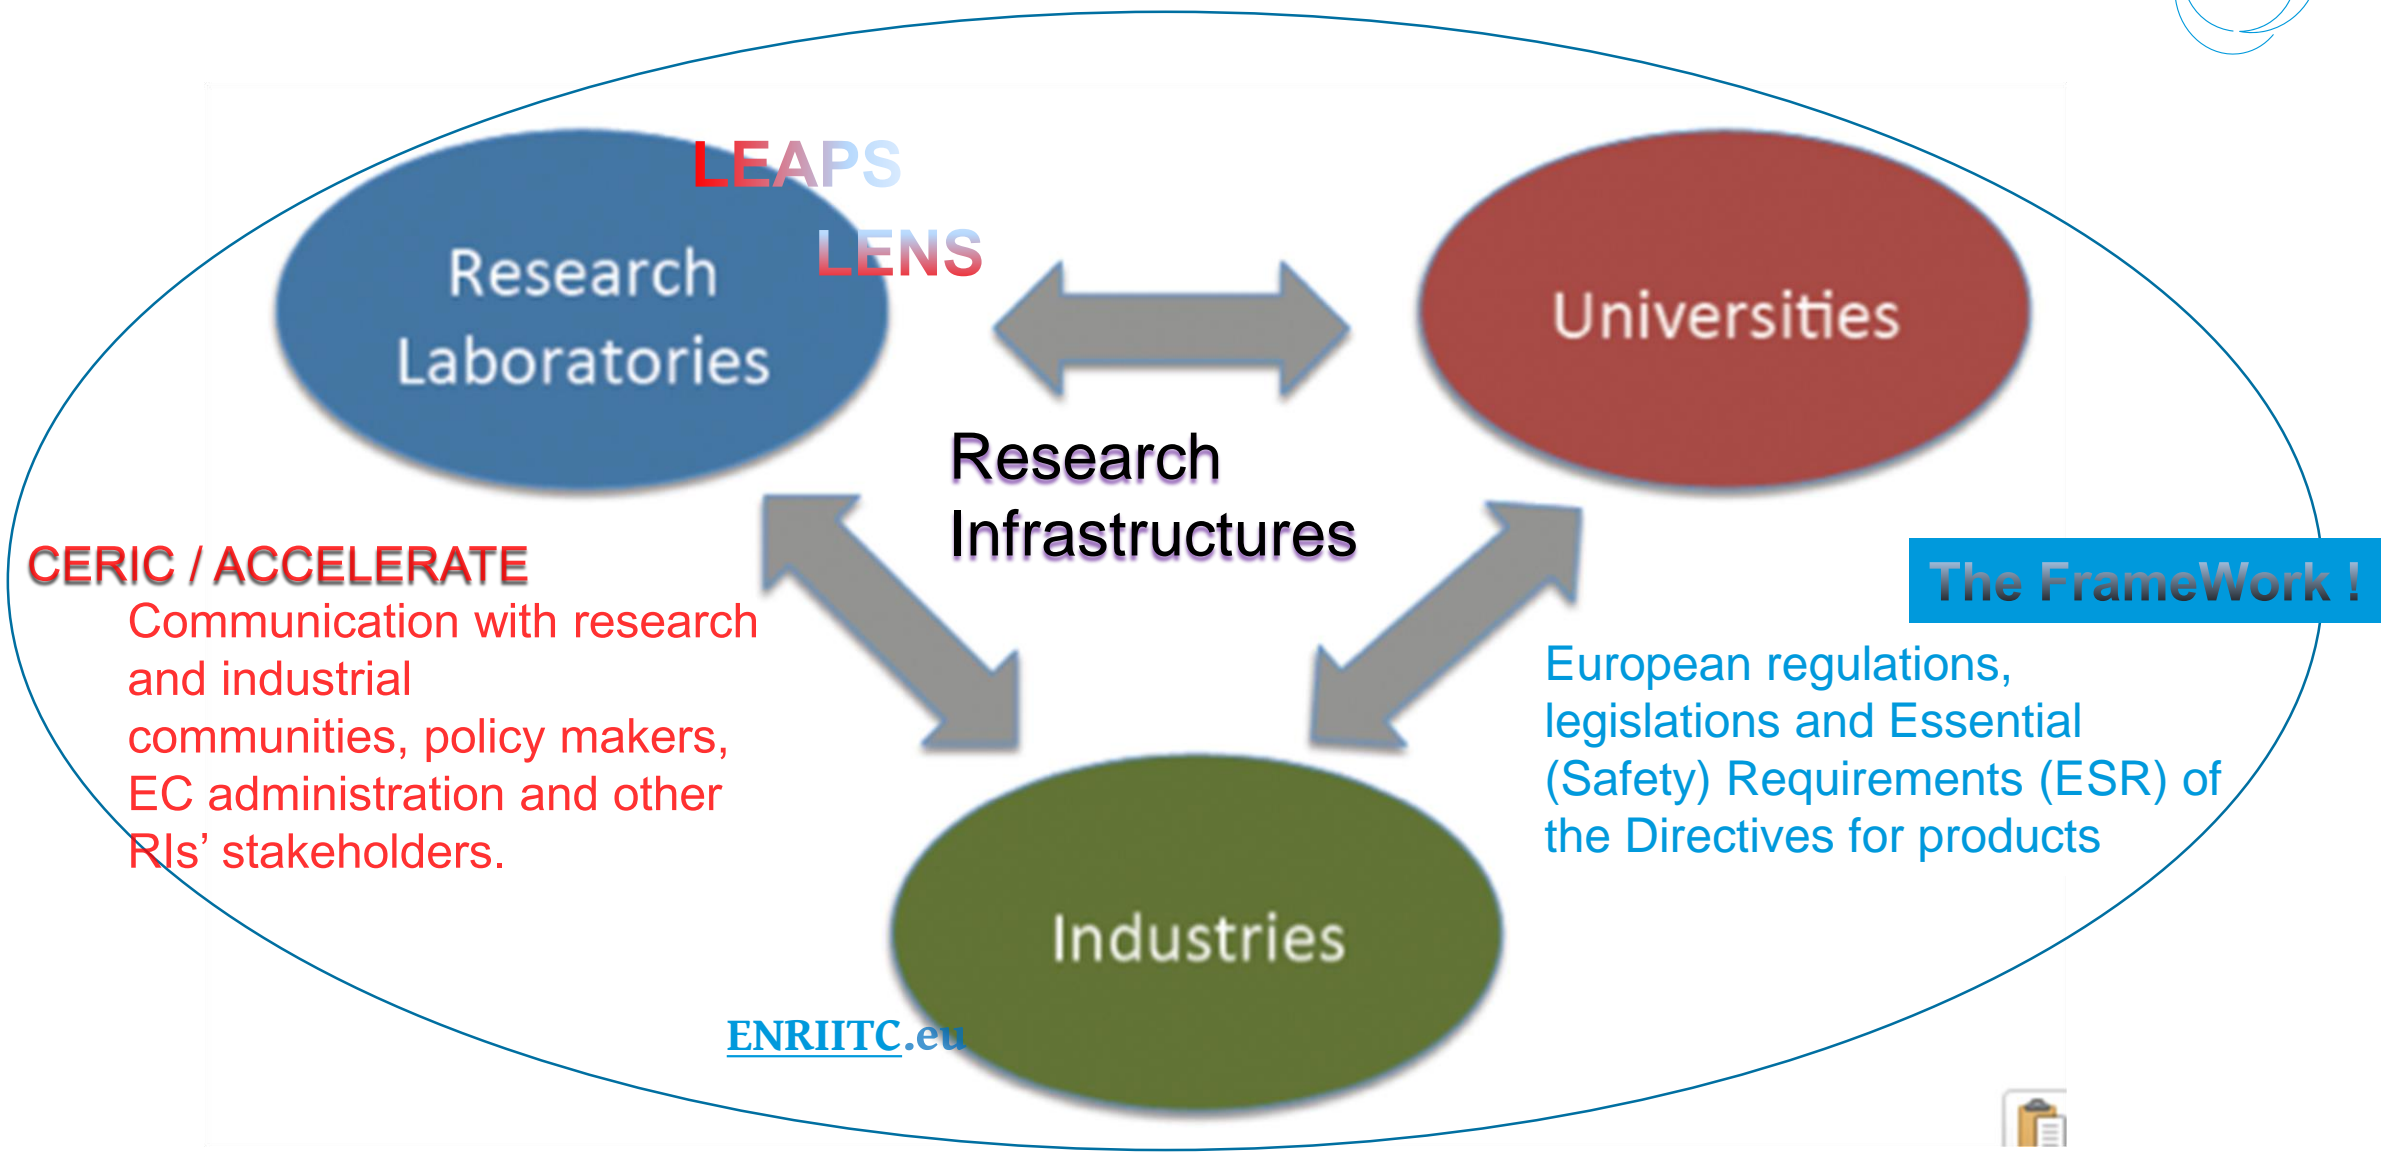 LEAPS
LENS
Research
Laboratories
Universities
Research
Infrastructures
CERIC / ACCELERATE
Communication with research
and industrial
communities, policy makers,
EC administration and other
RIs’ stakeholders.
The FrameWork !
European regulations,
legislations and Essential
(Safety) Requirements (ESR) of
the Directives for products
Industries
ENRIITC.eu